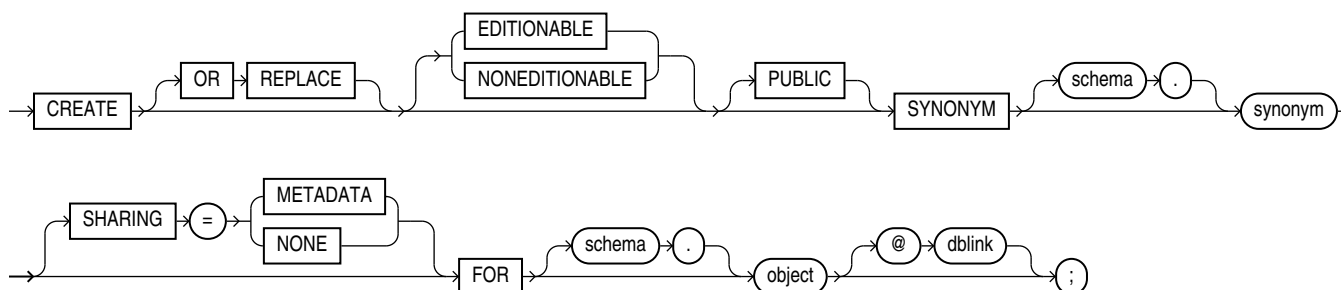 EDITIONABLE
OR REPLACE NONEDITIONABLE PUBLIC schema .
CREATE SYNONYM synonym
METADATA
SHARING = NONE schema . @ dblink
FOR object ;